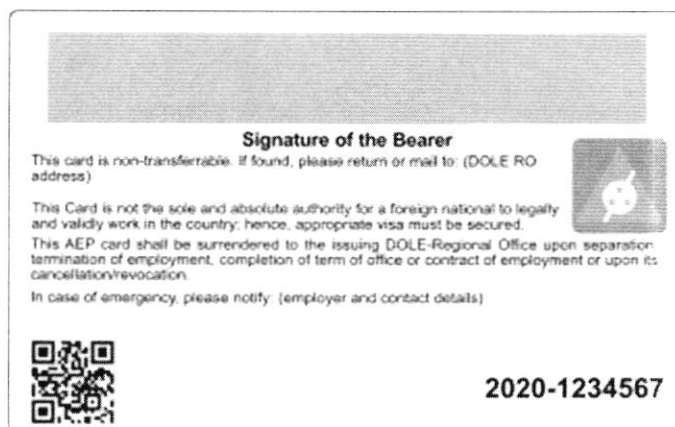 Signature of the Bearer
This card is non-transferrable. If found, please return or mail to: (DOLE RO
address)
This Card is not the sole and absolute authority for a foreign national to legally
and validly work in the country; hence, appropriate visa must be secured.
This AEP card shall be surrendered to the issuing DOLE-Regional Office upon separation,
termination of employment, completion of term of office or contract of employment or upon its
cancellation/revocation.
In case of emergency, please notify: (employer and contact details)
2020-1234567